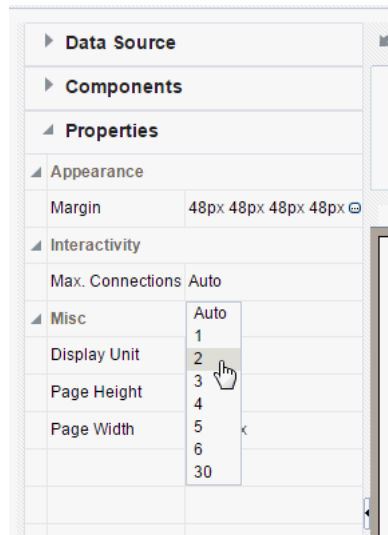 Data Source
Components
Properties
Appearance
Margin 48px 48px 48px 48px
Interactivity
Max. Connections Auto
Misc Auto
1
Display Unit 2
3
Page Height
4
Page Width 5 x
6
30